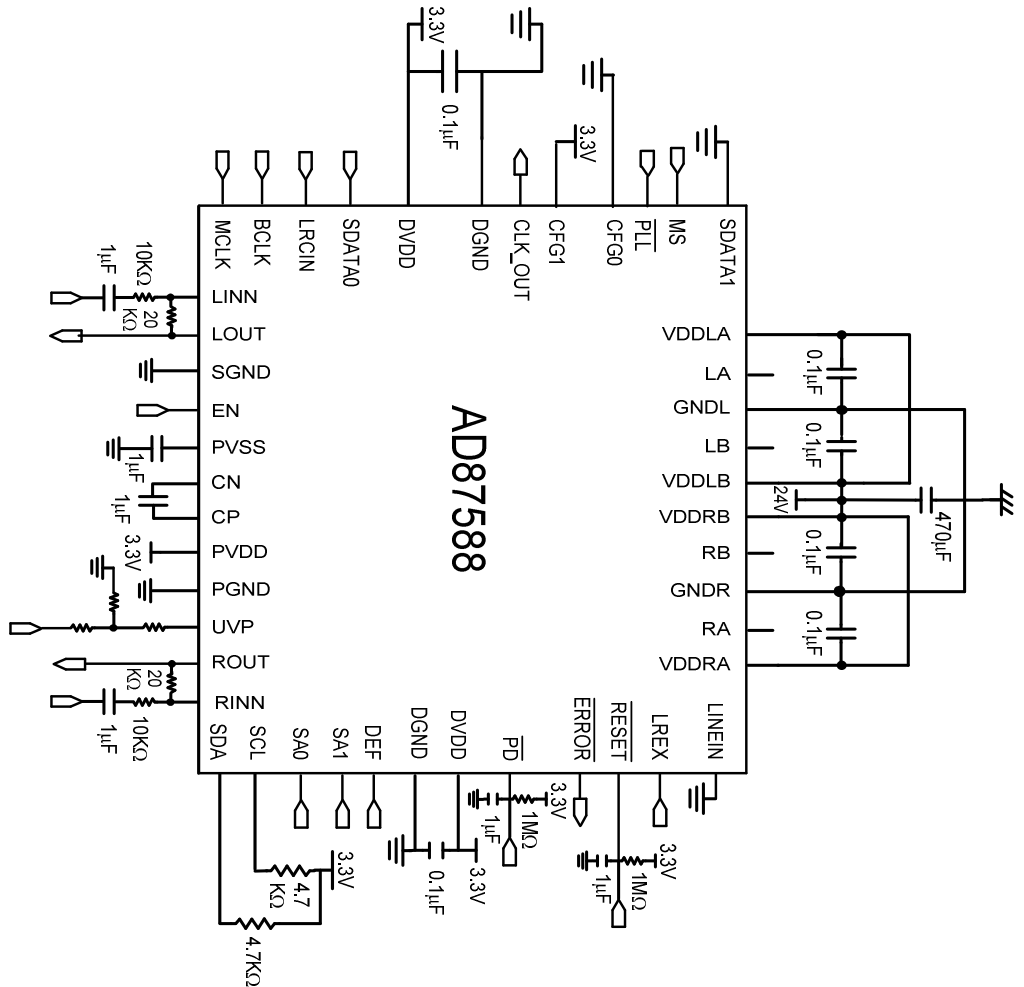 3.3V
0.1µF
3.3V
MCLK
BCLK
LRCIN
SDATA0
DVDD
DGND
CLK_OUT
CFG1
CFG0
PLL
MS
SDATA1
10KΩ
1µF
20
KΩ
LINN
LOUT
SGND
EN
PVSS
1µF
CN
CP
1µF
3.3V
PVDD
PGND
UVP
ROUT
20
KΩ
RINN
10KΩ
1µF
AD87588
VDDLA
LA
GNDL
LB
VDDLB
VDDRB
RB
GNDR
RA
VDDRA
0.1µF
0.1µF
24V
470µF
0.1µF
0.1µF
SDA
SCL
SA0
SA1
DEF
DGND
DVDD
PD
ERROR
RESET
LREX
LINEIN
3.3V
1MΩ
1µF
3.3V
1MΩ
1µF
3.3V
0.1µF
3.3V
4.7
KΩ
4.7KΩ